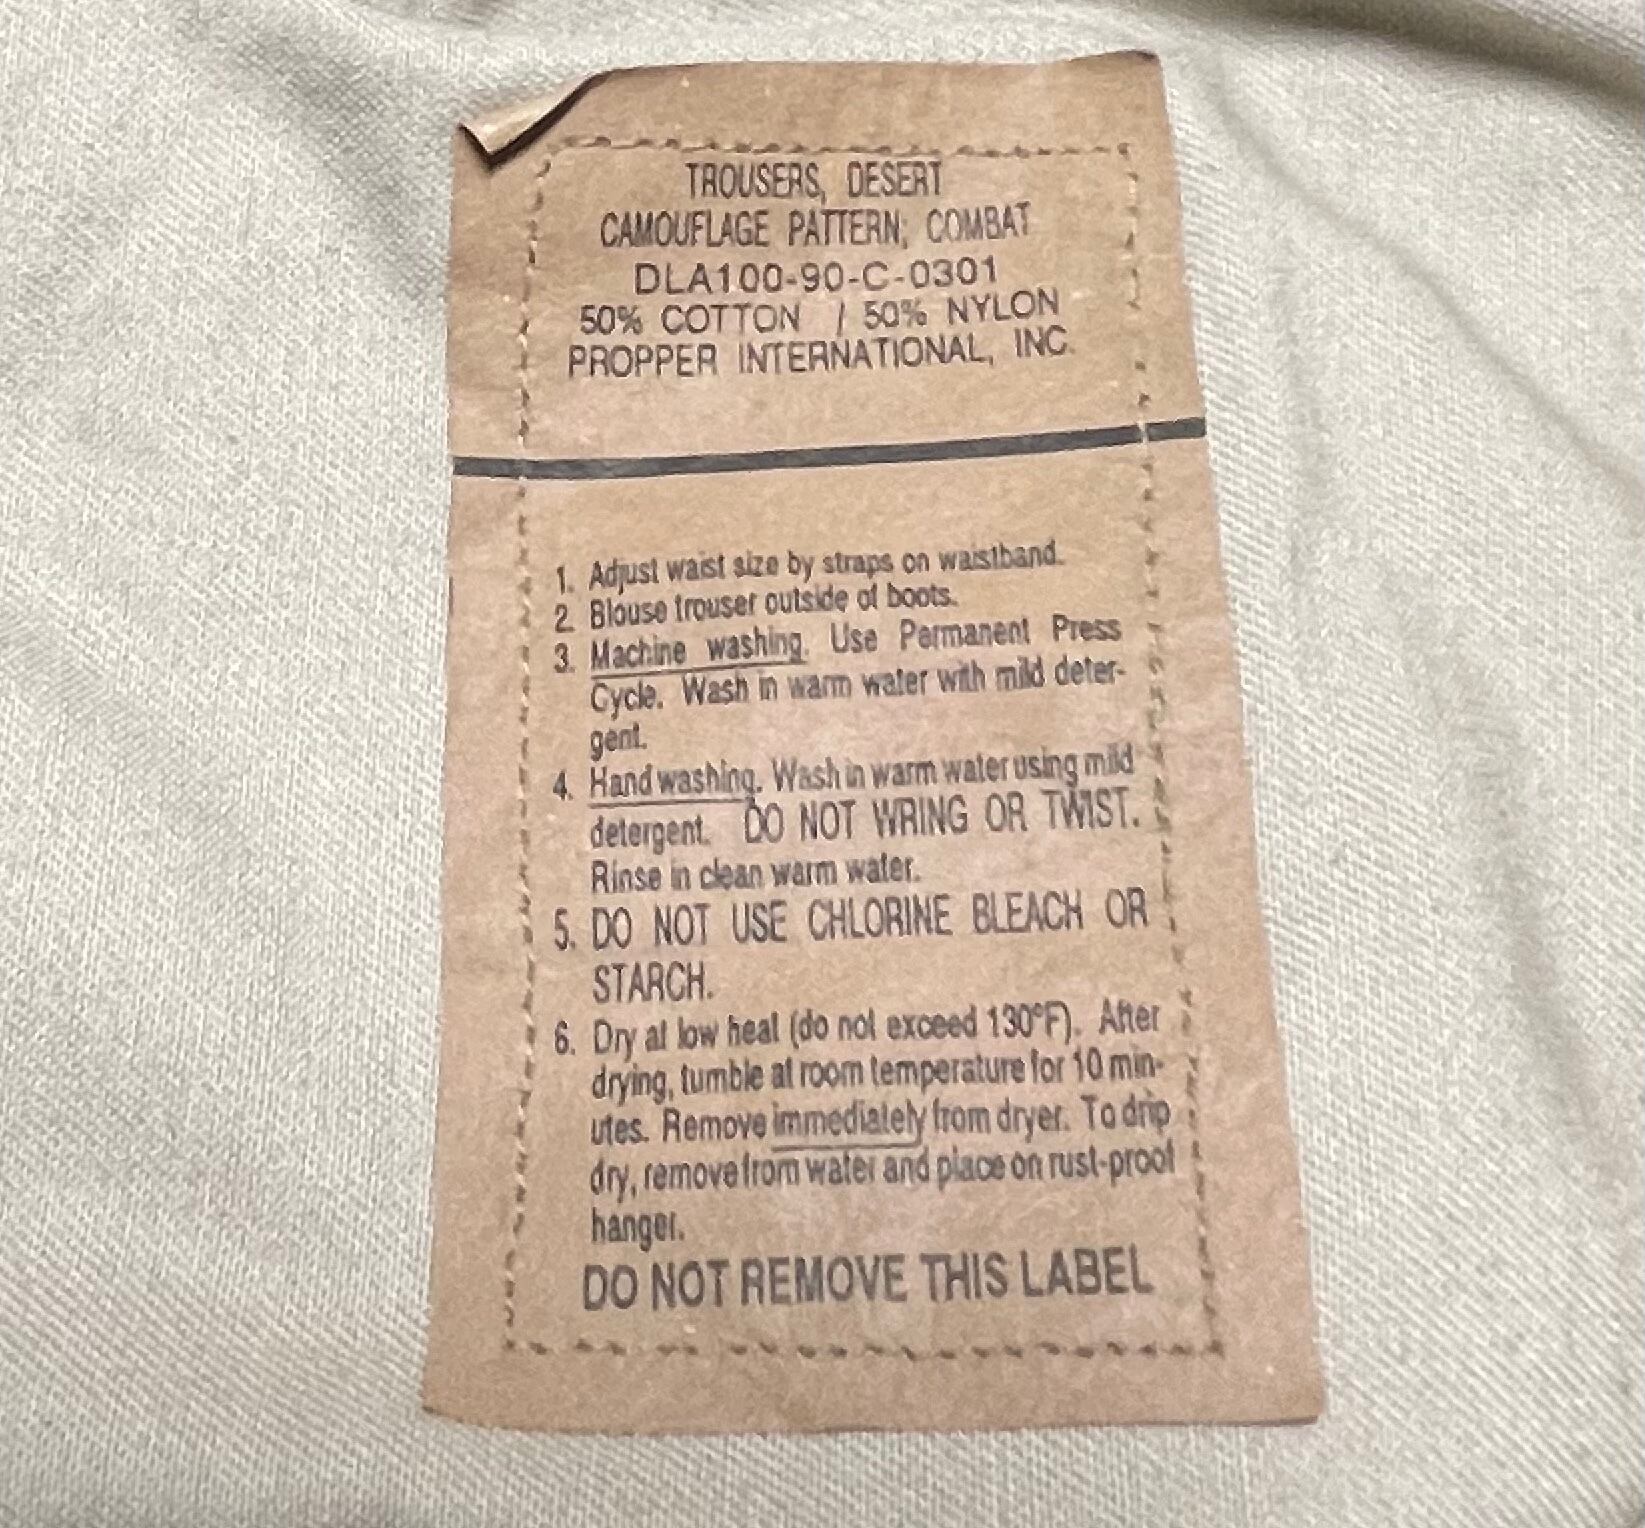 TROUSERS, DESERT
CAMOUFLAGE PATTERN; COMBAT
DLA100-90-C-0301
50% COTTON / 50% NYLON
PROPPER INTERNATIONAL, INC.
1. Adjust waist size by straps on waistband.
2. Blouse trouser outside of boots.
3. Machine washing. Use Permanent Press
Cycle. Wash in warm water with mild deter-
gent.
4. Hand washing. Wash in warm water using mild
detergent. DO NOT WRING OR TWIST.
Rinse in clean warm water.
5. DO NOT USE CHLORINE BLEACH OR
STARCH.
6. Dry at low heat (do not exceed 130°F). After
drying, tumble at room temperature for 10 min-
utes. Remove immediately from dryer. To drip
dry, remove from water and place on rust-proof
hanger.
DO NOT REMOVE THIS LABEL